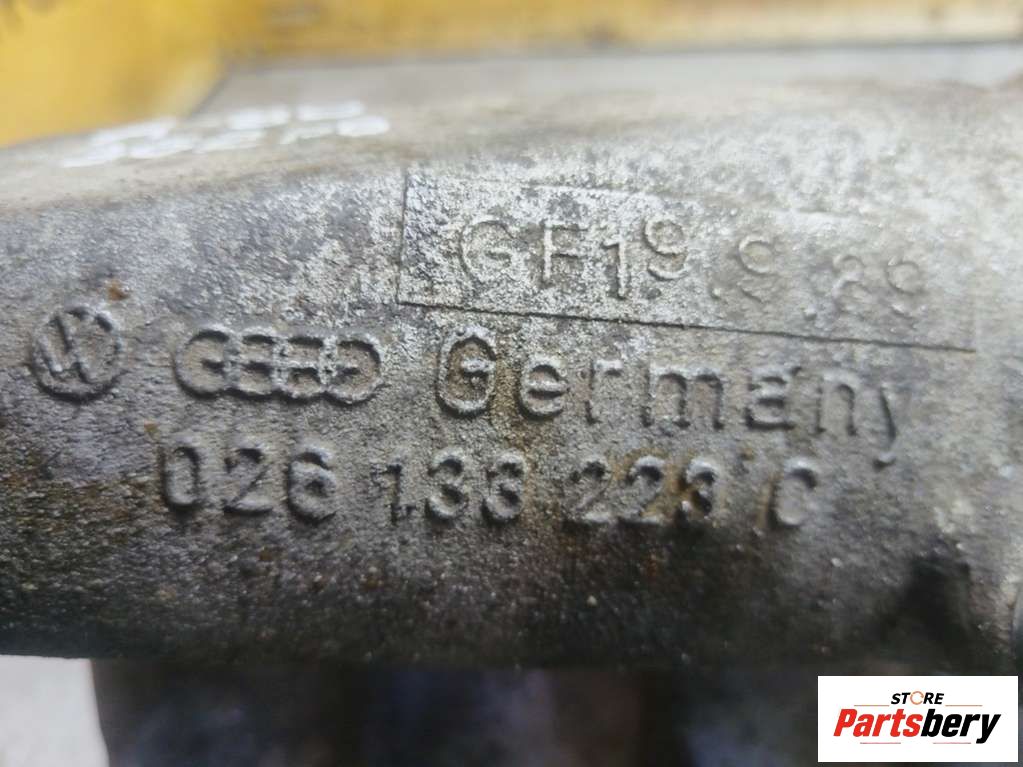 GF19.9 89
Germany
026 133 223 C
STORE
Partsbery